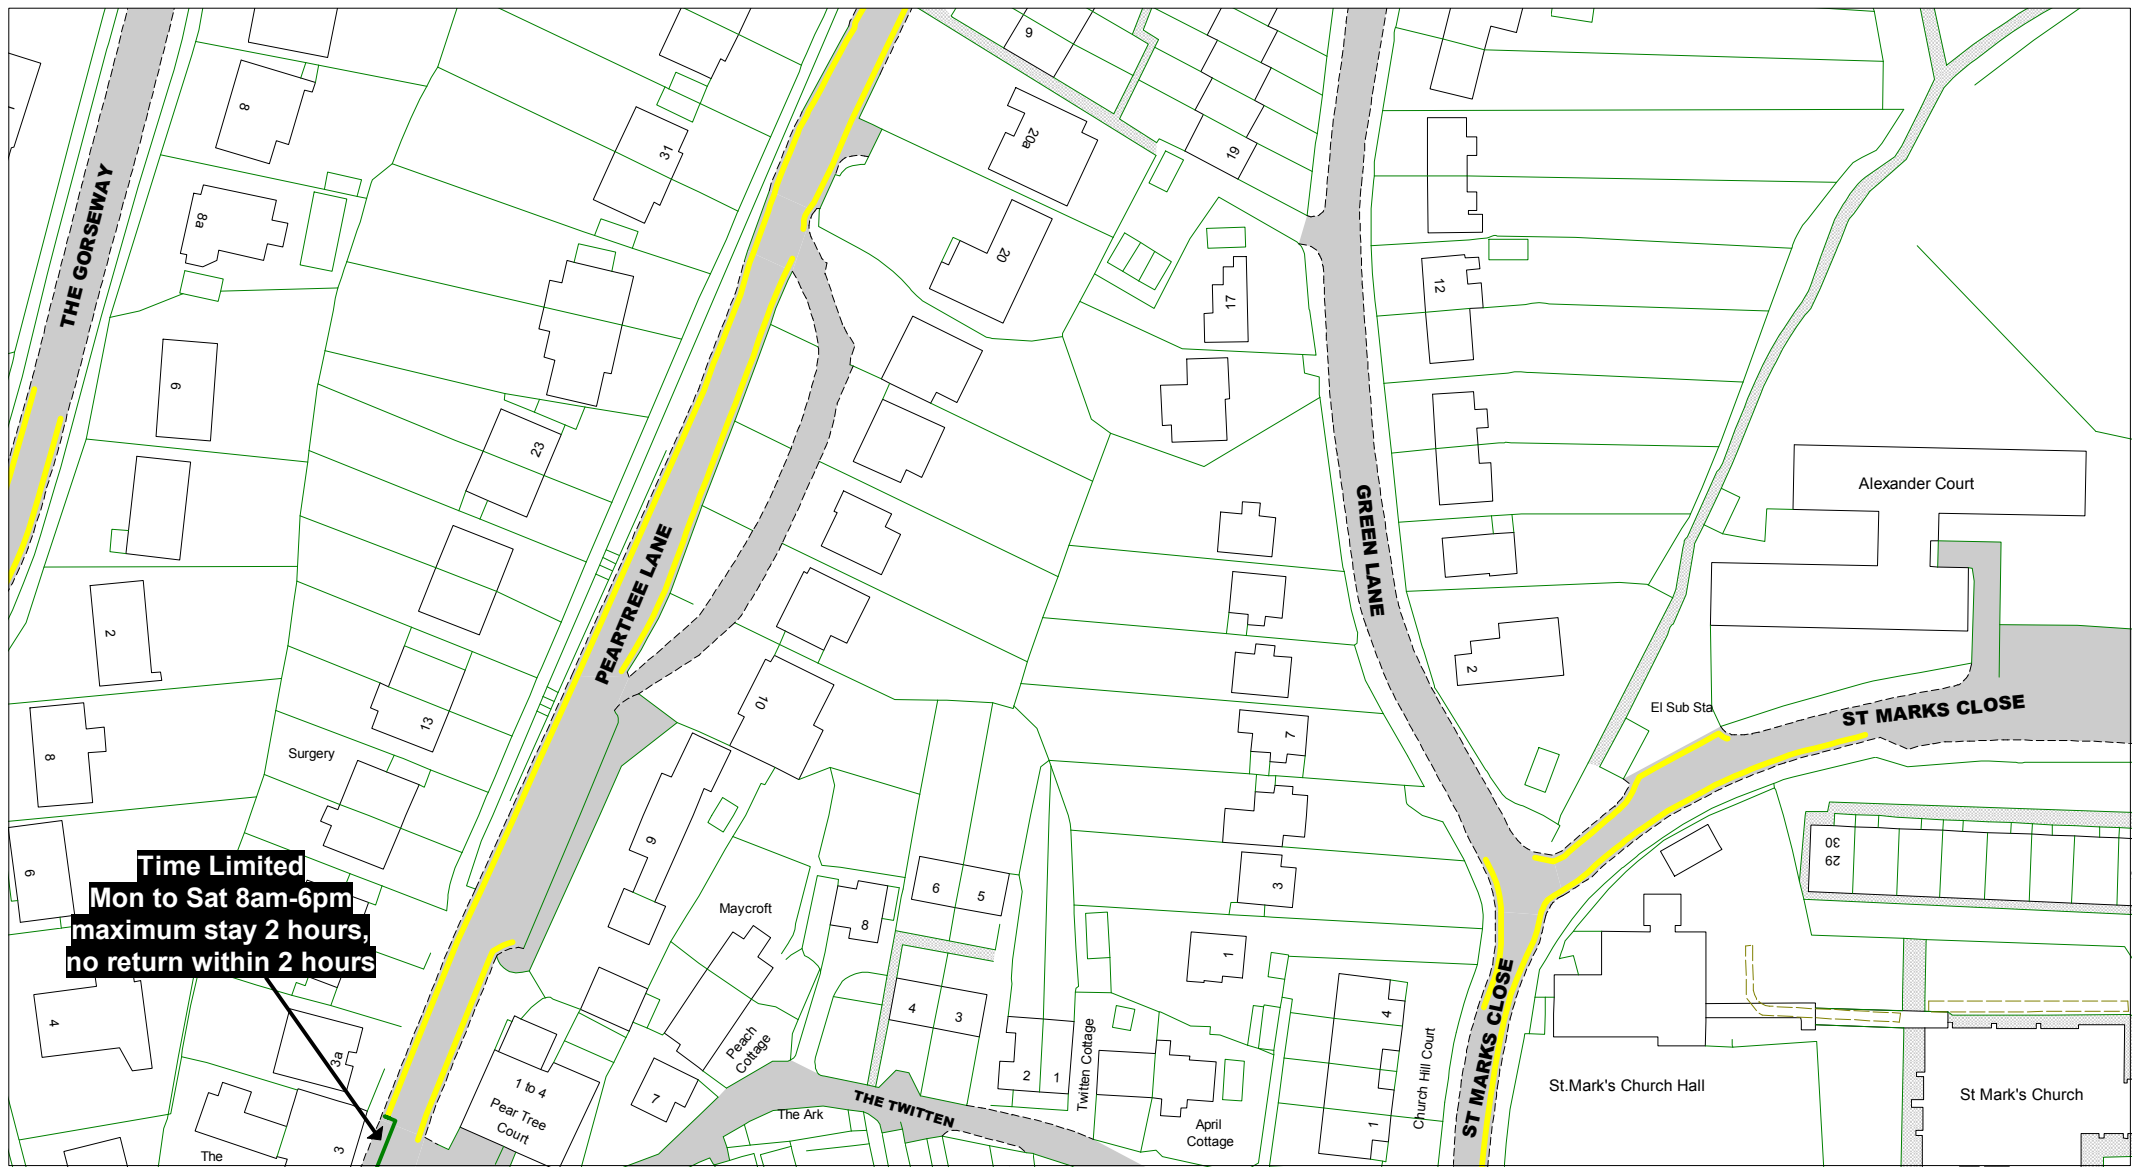 9
8
31
20a
19
8a
THE GORSEWAY
20
17
12
9
23
Alexander Court
PEARTREE LANE
GREEN LANE
2
2
10
El Sub Sta
ST MARKS CLOSE
13
7
Surgery
8
9
30
29
Time Limited
Mon to Sat 8am-6pm
maximum stay 2 hours,
no return within 2 hours
6
6
5
3
Maycroft
8
1
4
3
4
4
Peach
Cottage
3a
2
1
Twitten Cottage
Church Hill Court
ST MARKS CLOSE
St.Mark's Church Hall
St Mark's Church
1 to 4
Pear Tree
Court
7
The Ark
THE TWITTEN
April
Cottage
1
3
The